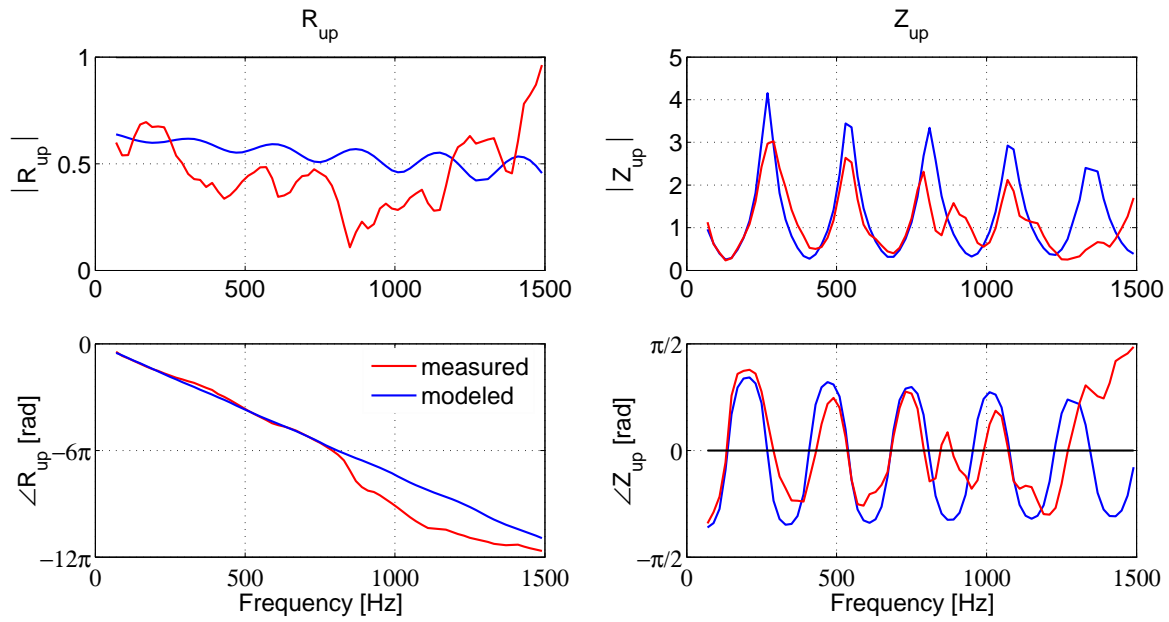 R_up
1
0.5
0
|R_up|
0 500 1000 1500
Z_up
5
4
3
2
1
0
|Z_up|
0 500 1000 1500
0
−6π
−12π
∠R_up [rad]
measured
modeled
0 500 1000 1500
Frequency [Hz]
π/2
0
−π/2
∠Z_up [rad]
0 500 1000 1500
Frequency [Hz]